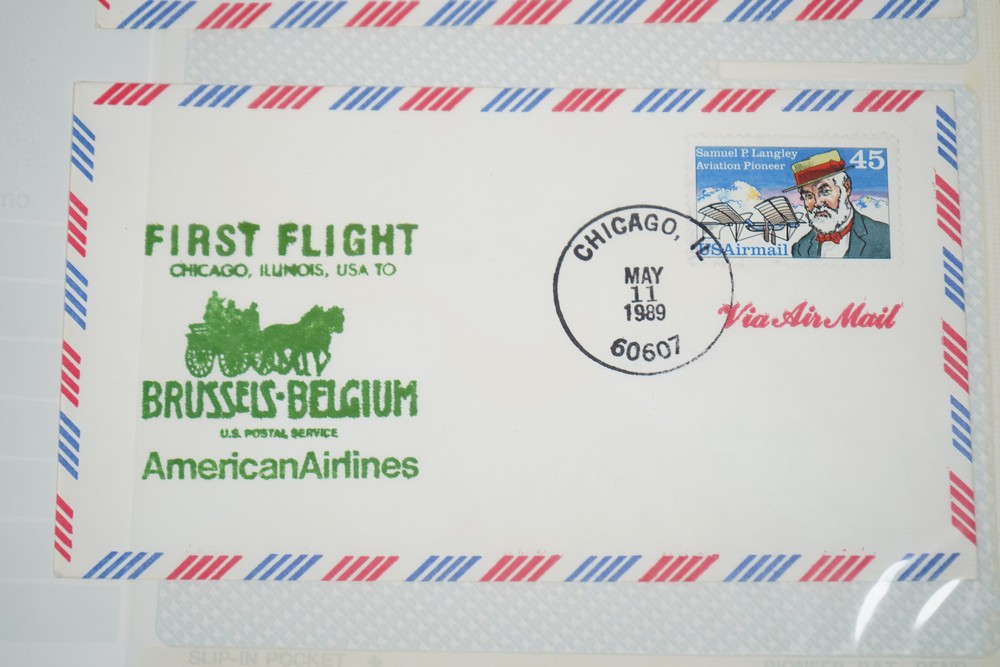 FIRST FLIGHT
CHICAGO, ILLINOIS, USA TO
BRUSSELS-BELGIUM
U.S. POSTAL SERVICE
AmericanAirlines
CHICAGO, IL
MAY
11
1989
60607
Samuel P. Langley
Aviation Pioneer
45
USAirmail
Via Air Mail
SLIP-IN POCKET